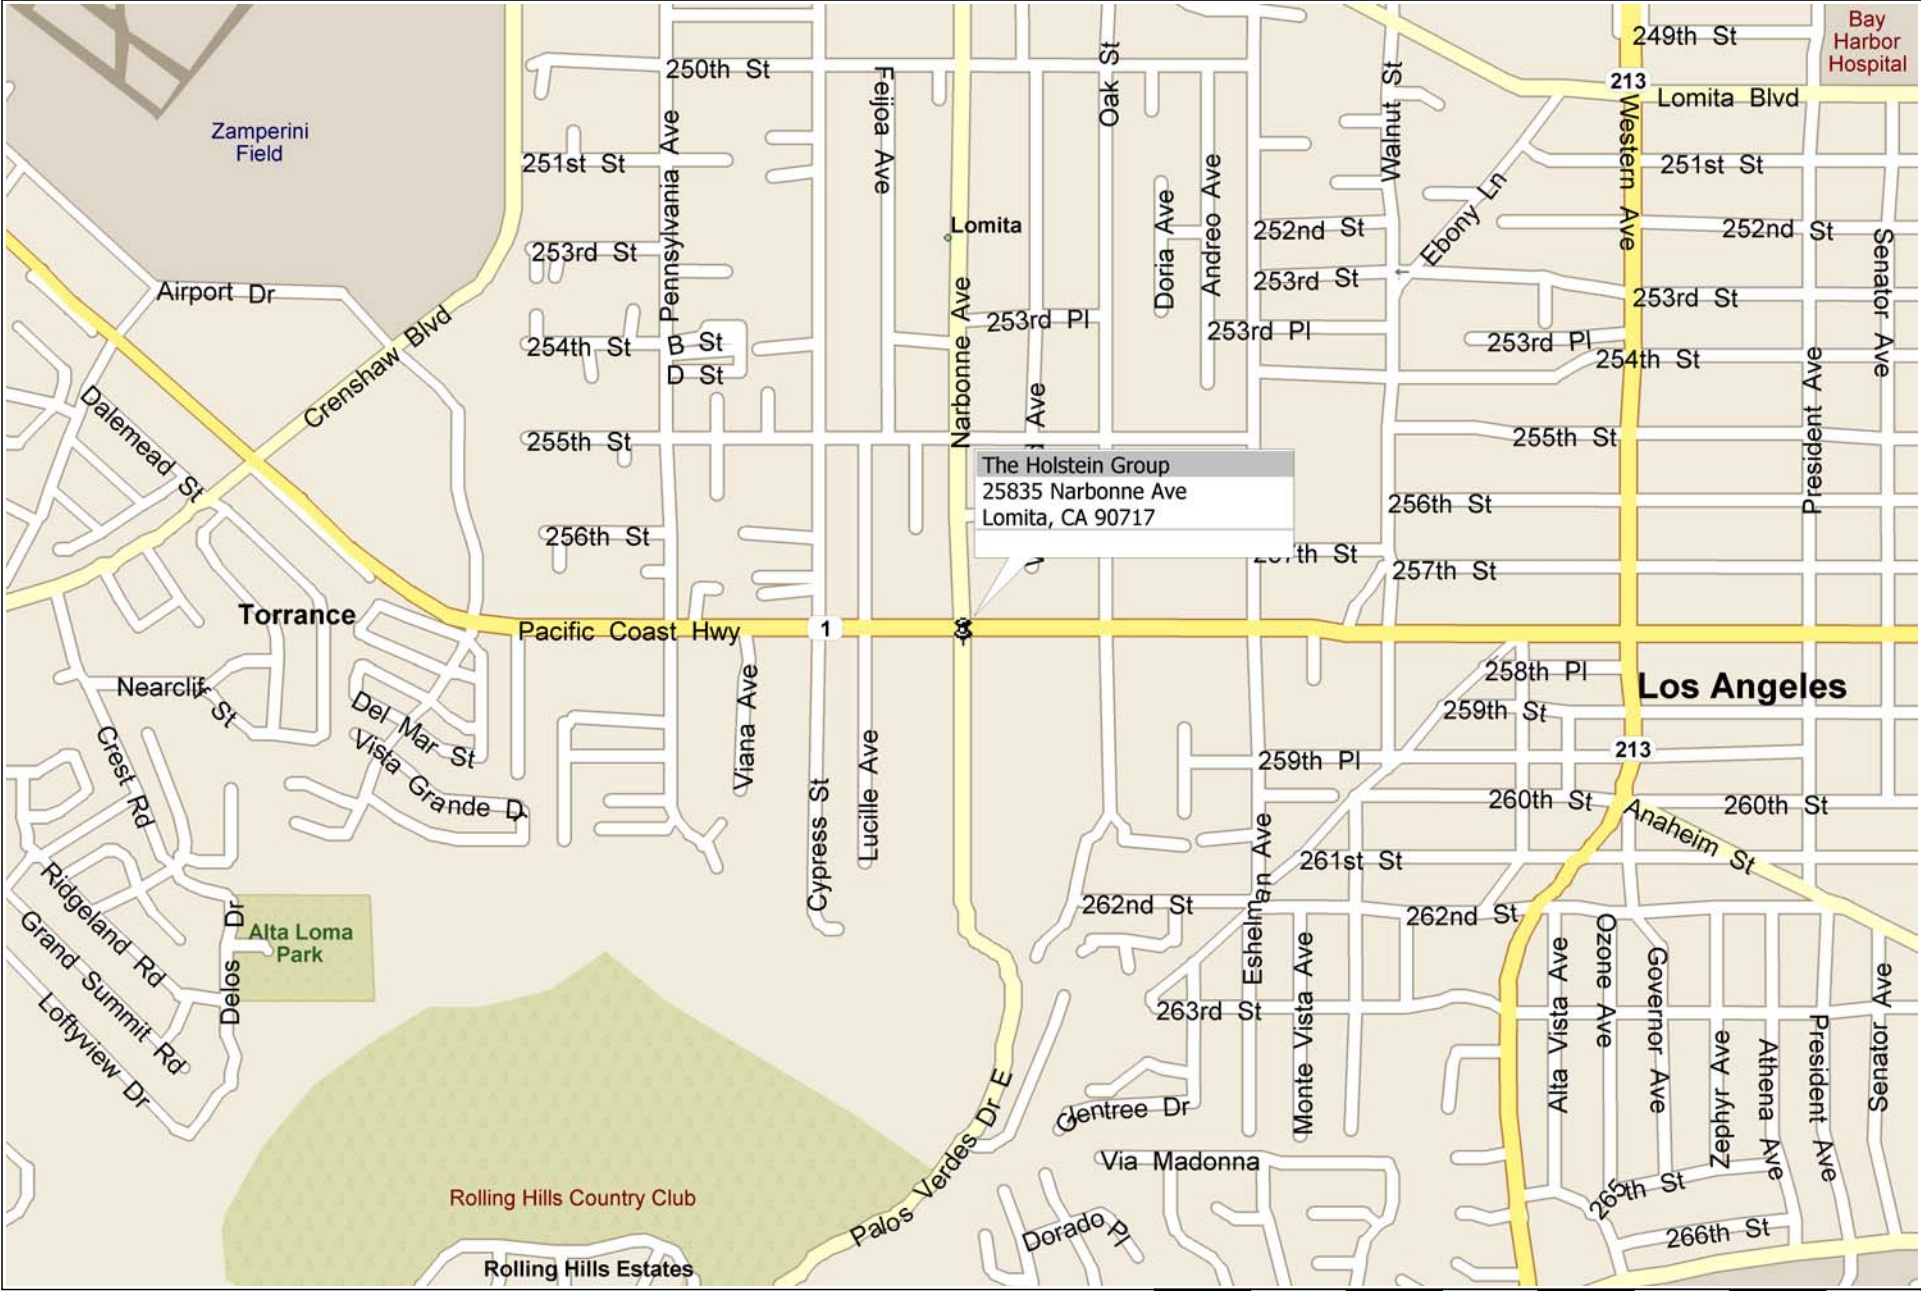 249th St
Bay
Harbor
Hospital
250th St
213
Lomita Blvd
Zamperini
Field
Feijoa Ave
Oak St
Walnut St
Western Ave
251st St
251st St
Pennsylvania Ave
Lomita
Doria Ave
Andreo Ave
Ebony Ln
252nd St
252nd St
253rd St
253rd St
253rd St
Senator Ave
Airport Dr
Crenshaw Blvd
Narbonne Ave
253rd Pl
253rd Pl
253rd Pl
254th St
B St
D St
254th St
President Ave
Dalemead St
Ave
255th St
255th St
The Holstein Group
25835 Narbonne Ave
Lomita, CA 90717
256th St
256th St
th St
257th St
Torrance
Pacific Coast Hwy
1
258th Pl
Los Angeles
Nearcliff St
Del Mar St
Vista Grande Dr
Crest Rd
Viana Ave
Cypress St
Lucille Ave
259th St
213
259th Pl
260th St
260th St
Anaheim St
Eshelman Ave
261st St
262nd St
262nd St
Ridgeland Rd
Grand Summit Rd
Loftyview Dr
Delos Dr
Alta Loma
Park
263rd St
Monte Vista Ave
Alta Vista Ave
Ozone Ave
Governor Ave
Zephyr Ave
Athena Ave
President Ave
Senator Ave
Gentree Dr
Via Madonna
Palos Verdes Dr E
Rolling Hills Country Club
Dorado Pl
265th St
266th St
Rolling Hills Estates